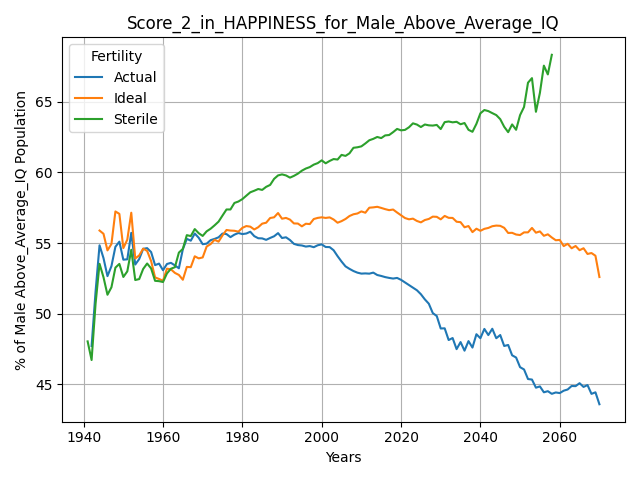 Score_2_in_HAPPINESS_for_Male_Above_Average_IQ
Fertility
Actual
Ideal
Sterile
% of Male Above_Average_IQ Population
65
60
55
50
45
1940 1960 1980 2000 2020 2040 2060
Years